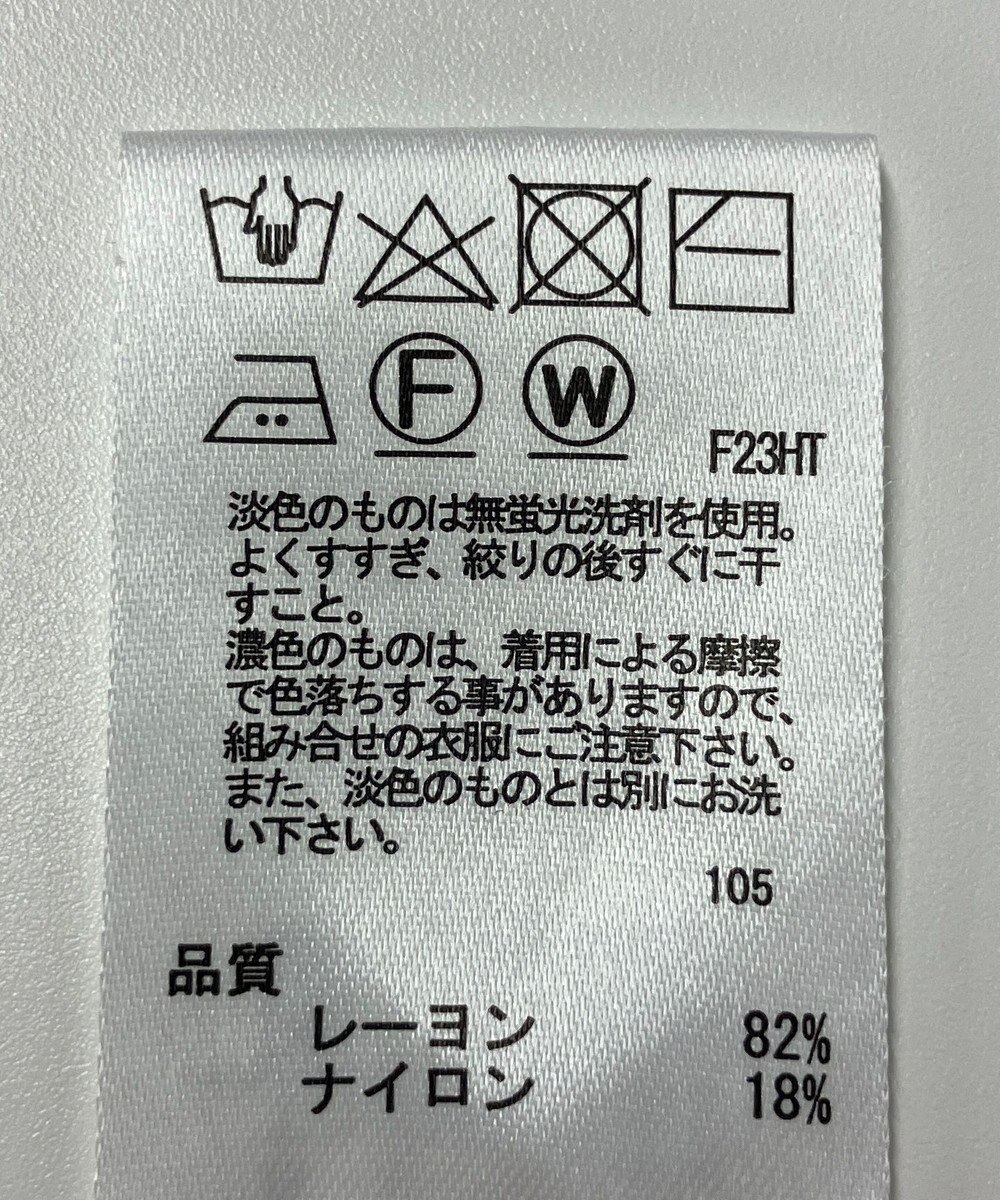 F
W
F23HT
淡色のものは無蛍光洗剤を使用。
よくすすぎ、絞りの後すぐに干
すこと。
濃色のものは、着用による摩擦
で色落ちする事がありますので、
組み合せの衣服にご注意下さい。
また、淡色のものとは別にお洗
い下さい。
105
品質
レーヨン 82%
ナイロン 18%